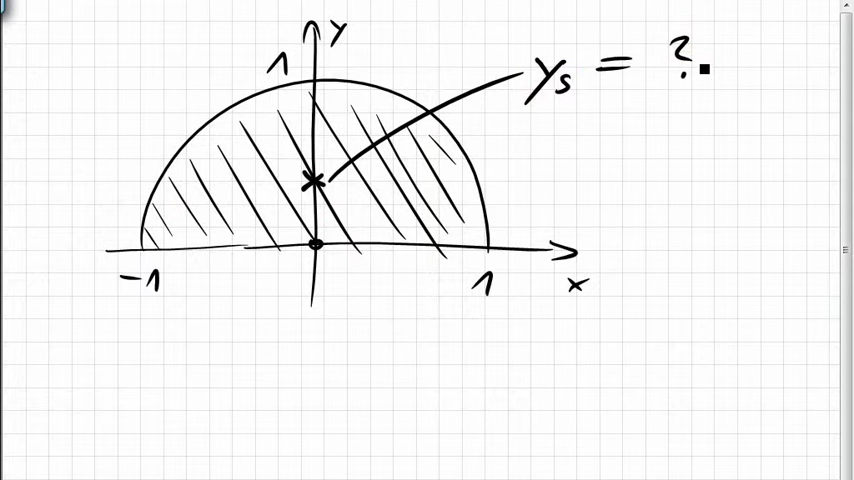 y
1
y_s = ?
-1
1
x